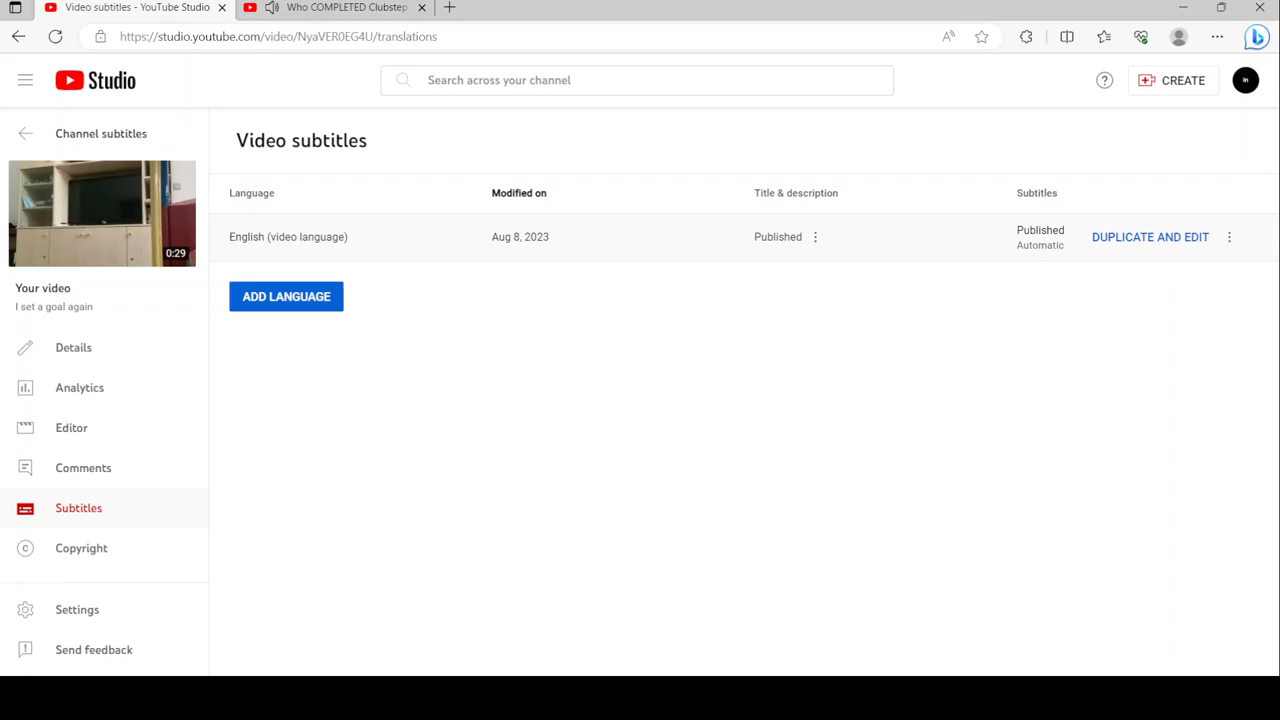 Video subtitles - YouTube Studio
Who COMPLETED Clubstep
https://studio.youtube.com/video/NyaVER0EG4U/translations
Studio
Search across your channel
CREATE
Channel subtitles
0:29
Your video
I set a goal again
Details
Analytics
Editor
Comments
Subtitles
Copyright
Settings
Send feedback
Video subtitles
Language
Modified on
Title & description
Subtitles
English (video language)
Aug 8, 2023
Published
Published
Automatic
DUPLICATE AND EDIT
ADD LANGUAGE